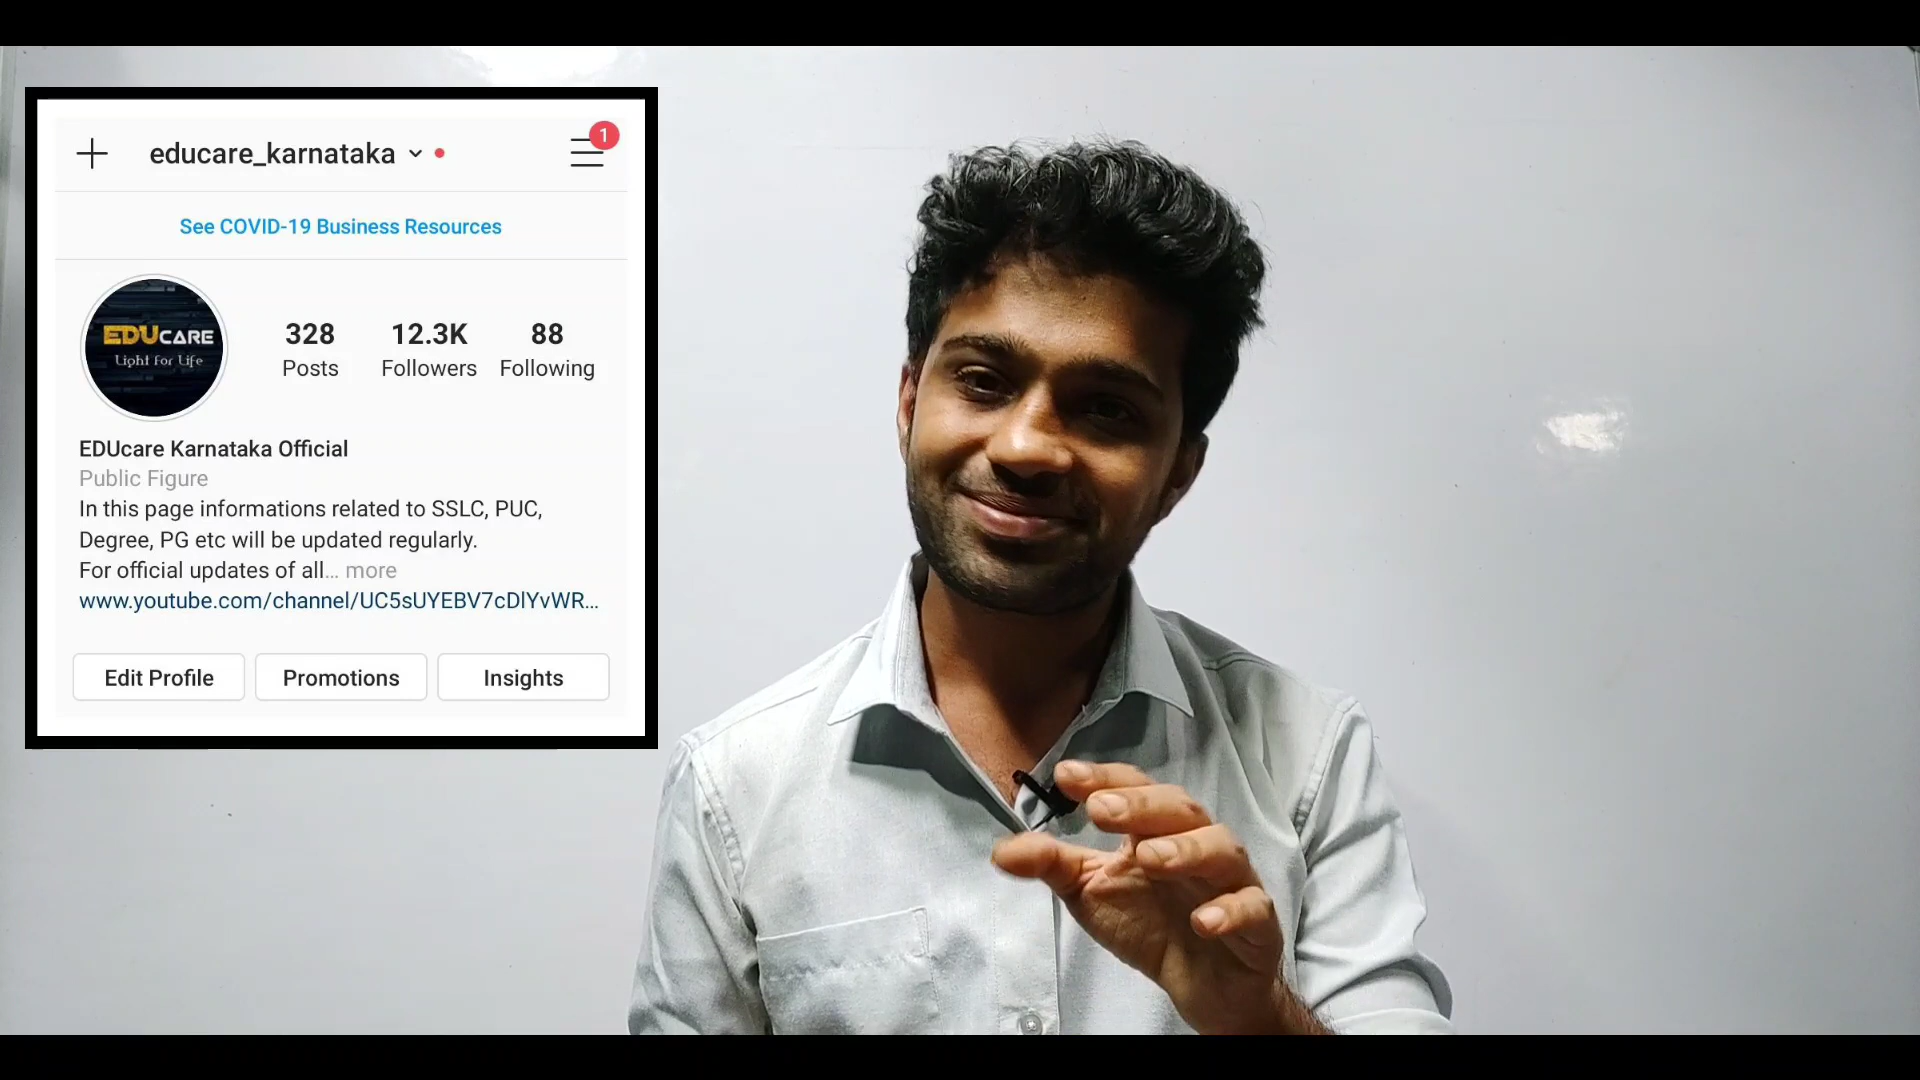 educare_karnataka
1
See COVID-19 Business Resources
EDUCARE
Light For Life
328
12.3K
88
Posts
Followers
Following
EDUcare Karnataka Official
Public Figure
In this page informations related to SSLC, PUC,
Degree, PG etc will be updated regularly.
For official updates of all... more
www.youtube.com/channel/UC5sUYEBV7cDlYvWR...
Edit Profile
Promotions
Insights